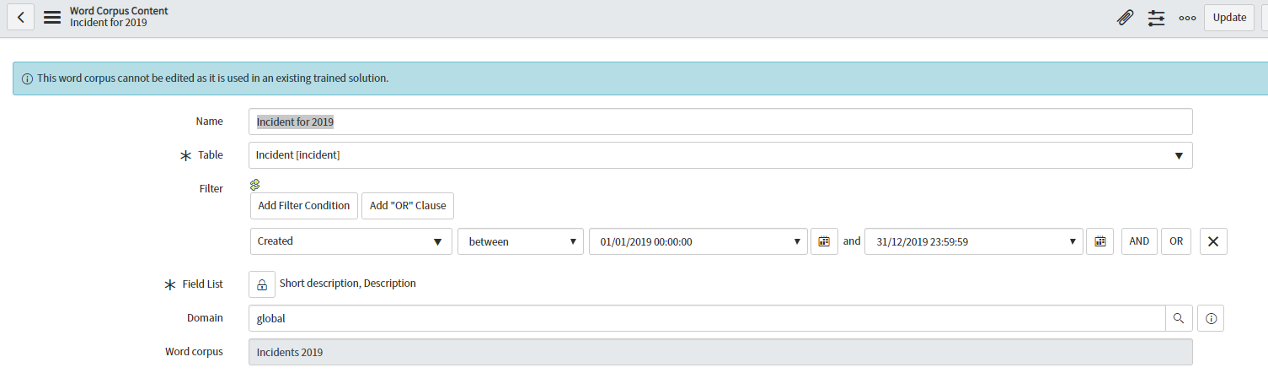 Word Corpus Content
Incident for 2019
Update
This word corpus cannot be edited as it is used in an existing trained solution.
Name Incident for 2019
Table Incident [incident]
Filter
Add Filter Condition Add "OR" Clause
Created between 01/01/2019 00:00:00 and 31/12/2019 23:59:59 AND OR
Field List Short description, Description
Domain global
Word corpus Incidents 2019